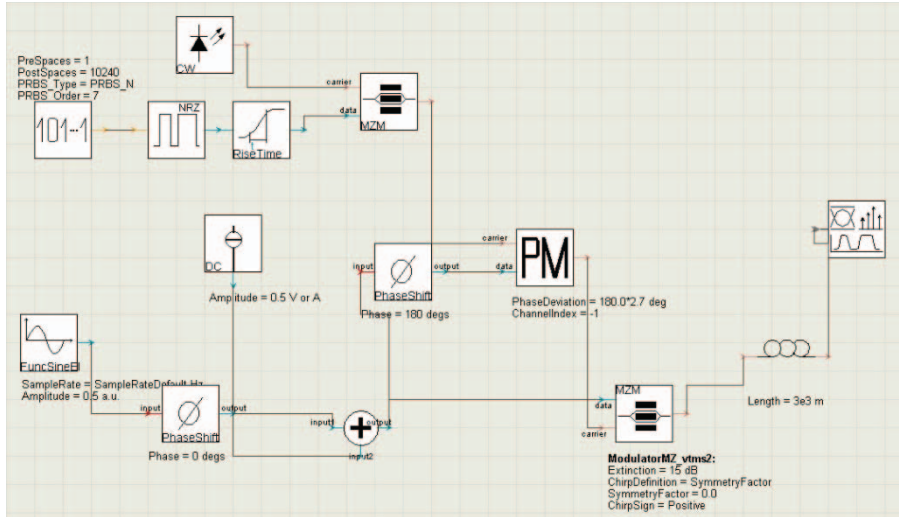 CW
PreSpaces = 1
PostSpaces = 10240
PRBS_Type = PRBS_N
PRBS_Order = 7
carrier
data
MZM
101···1
NRZ
RiseTime
DC
Amplitude = 0.5 V or A
input
output
PhaseShift
Phase = 180 degs
carrier
data
PM
PhaseDeviation = 180.0*2.7 deg
ChannelIndex = -1
FuncSineEl
SampleRate = SampleRateDefault Hz
Amplitude = 0.5 a.u.
input
output
PhaseShift
Phase = 0 degs
input1
output
input2
MZM
data
carrier
Length = 3e3 m
ModulatorMZ_vtms2:
Extinction = 15 dB
ChirpDefinition = SymmetryFactor
SymmetryFactor = 0.0
ChirpSign = Positive